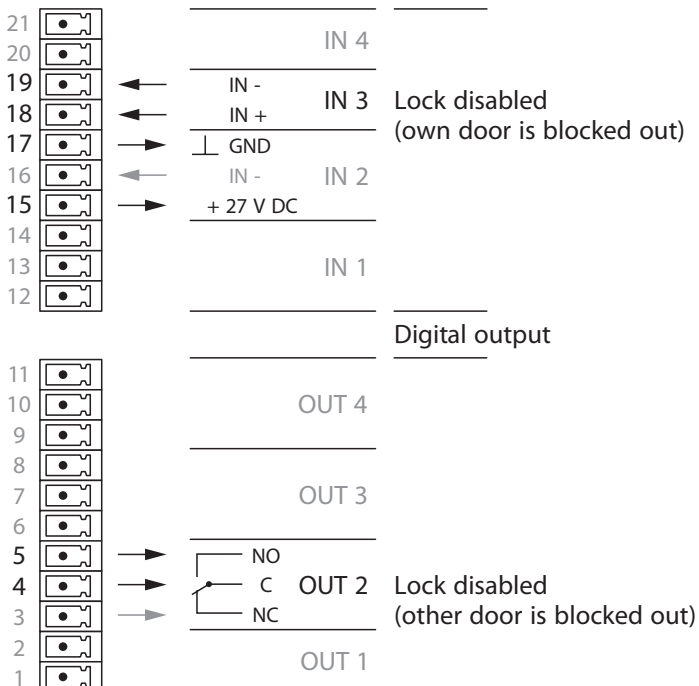 21
IN 4
20
19 IN -
IN 3 Lock disabled
18 IN +
(own door is blocked out)
17 GND
16 IN - IN 2
15 + 27 V DC
14
13 IN 1
12
Digital output
11
10 OUT 4
9
8
7 OUT 3
6
5 NO
4 C OUT 2 Lock disabled
3 NC (other door is blocked out)
2
OUT 1
1